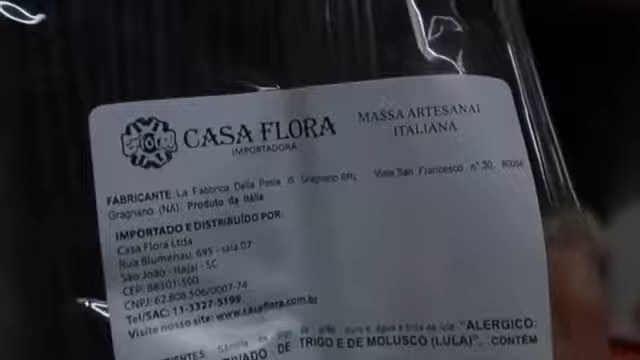 CASA FLORA
IMPORTADORA
MASSA ARTESANAL
ITALIANA
FABRICANTE: La Fabbrica Della Pasta di Gragnano SRL Viale San Francesco n° 30, 80054
Gragnano (NA). Produto da Itália
IMPORTADO E DISTRIBUÍDO POR:
Casa Flora Ltda
Rua Blumenau, 695 - sala 07
São João - Itajaí - SC
CEP: 88301-500
CNPJ: 62.808.506/0007-74
Tel/SAC: 11-3327-5199
Visite nosso site: www.casaflora.com.br
"ALERGICO:
DE TRIGO E DE MOLUSCO (LULA). CONTÉM